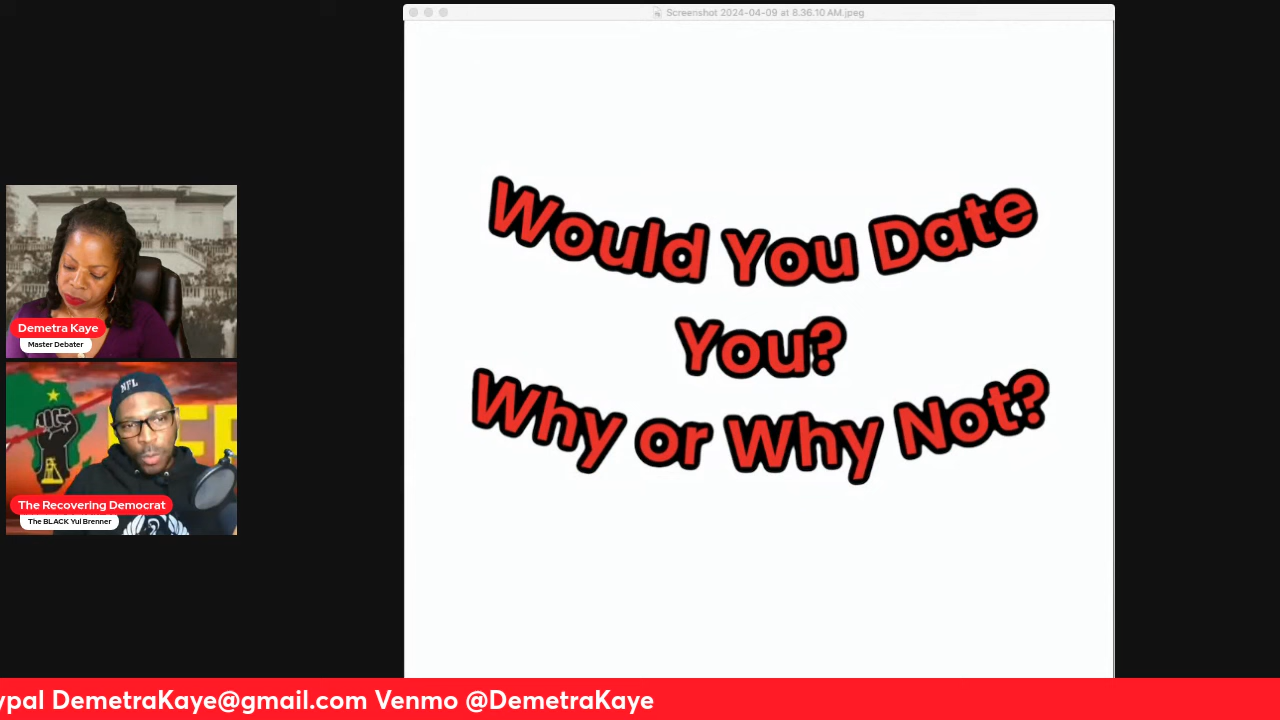 Screenshot 2024-04-09 at 8.36.10 AM.jpeg
Would You Date
You?
Why or Why Not?
Demetra Kaye
Master Debater
NFL
The Recovering Democrat
The BLACK Yul Brenner
ypal DemetraKaye@gmail.com Venmo @DemetraKaye